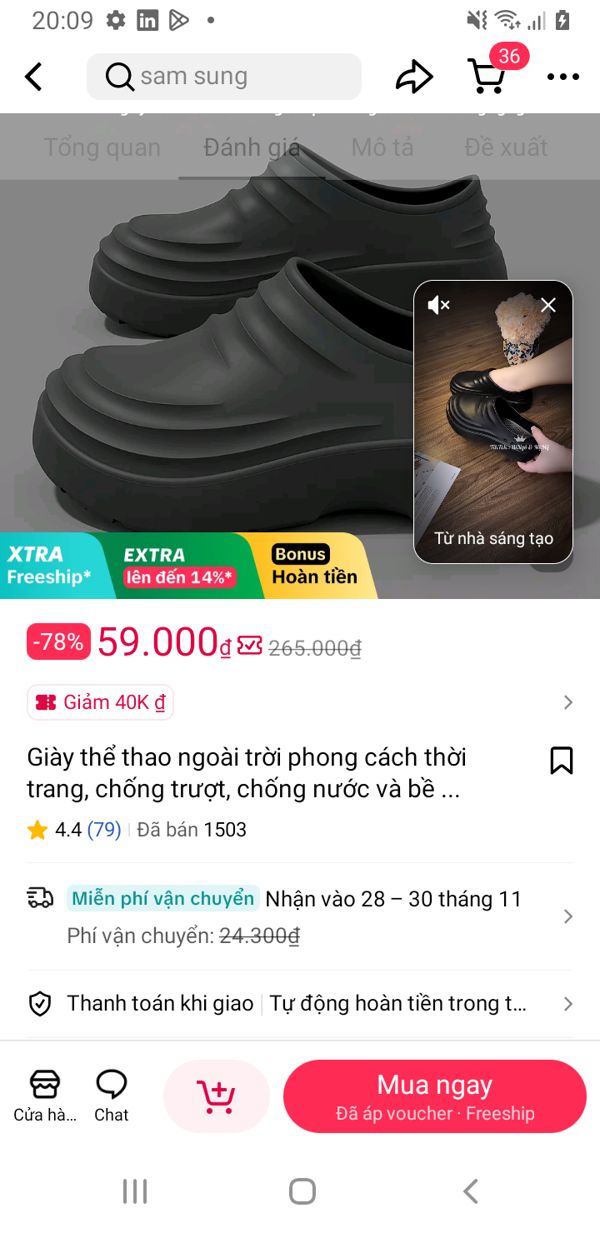 20:09
36
sam sung
Tổng quan
Đánh giá
Mô tả
Đề xuất
Từ nhà sáng tạo
XTRA
Freeship*
EXTRA
lên đến 14%*
Bonus
Hoàn tiền
-78% 59.000₫ 265.000₫
Giảm 40K ₫
Giày thể thao ngoài trời phong cách thời
trang, chống trượt, chống nước và bề ...
4.4 (79) Đã bán 1503
Miễn phí vận chuyển Nhận vào 28 – 30 tháng 11
Phí vận chuyển: 24.300₫
Thanh toán khi giao Tự động hoàn tiền trong t...
Cửa hà...
Chat
Mua ngay
Đã áp voucher · Freeship